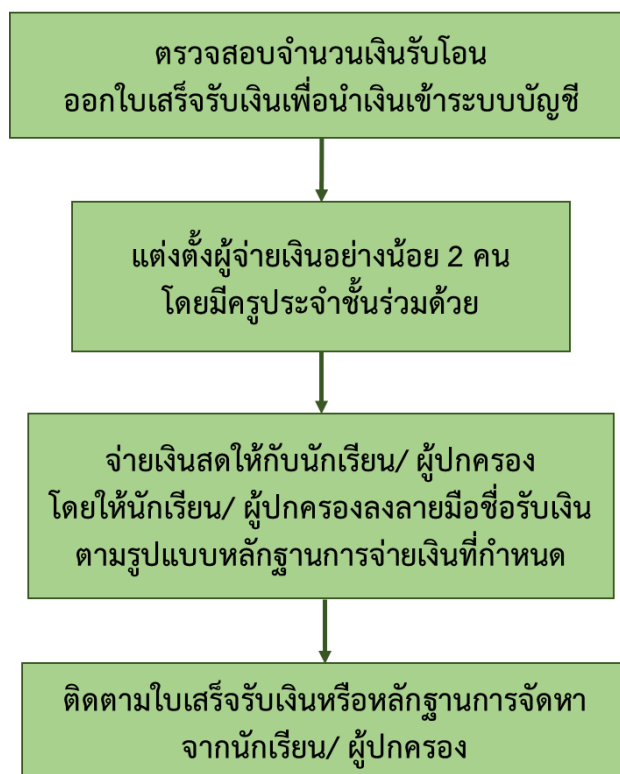 ตรวจสอบจำนวนเงินรับโอน
ออกใบเสร็จรับเงินเพื่อนำเงินเข้าระบบบัญชี
แต่งตั้งผู้จ่ายเงินอย่างน้อย 2 คน
โดยมีครูประจำชั้นร่วมด้วย
จ่ายเงินสดให้กับนักเรียน/ ผู้ปกครอง
โดยให้นักเรียน/ ผู้ปกครองลงลายมือชื่อรับเงิน
ตามรูปแบบหลักฐานการจ่ายเงินที่กำหนด
ติดตามใบเสร็จรับเงินหรือหลักฐานการจัดหา
จากนักเรียน/ ผู้ปกครอง